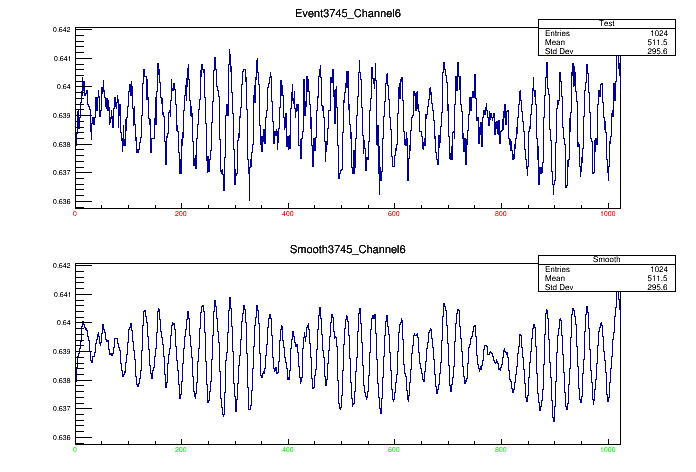 Event3745_Channel6
Test
Entries 1024
Mean 511.5
Std Dev 295.6
0.642
0.641
0.64
0.639
0.638
0.637
0.636
0 200 400 600 800 1000
Smooth3745_Channel6
Smooth
Entries 1024
Mean 511.5
Std Dev 295.6
0.642
0.641
0.64
0.639
0.638
0.637
0.636
0 200 400 600 800 1000